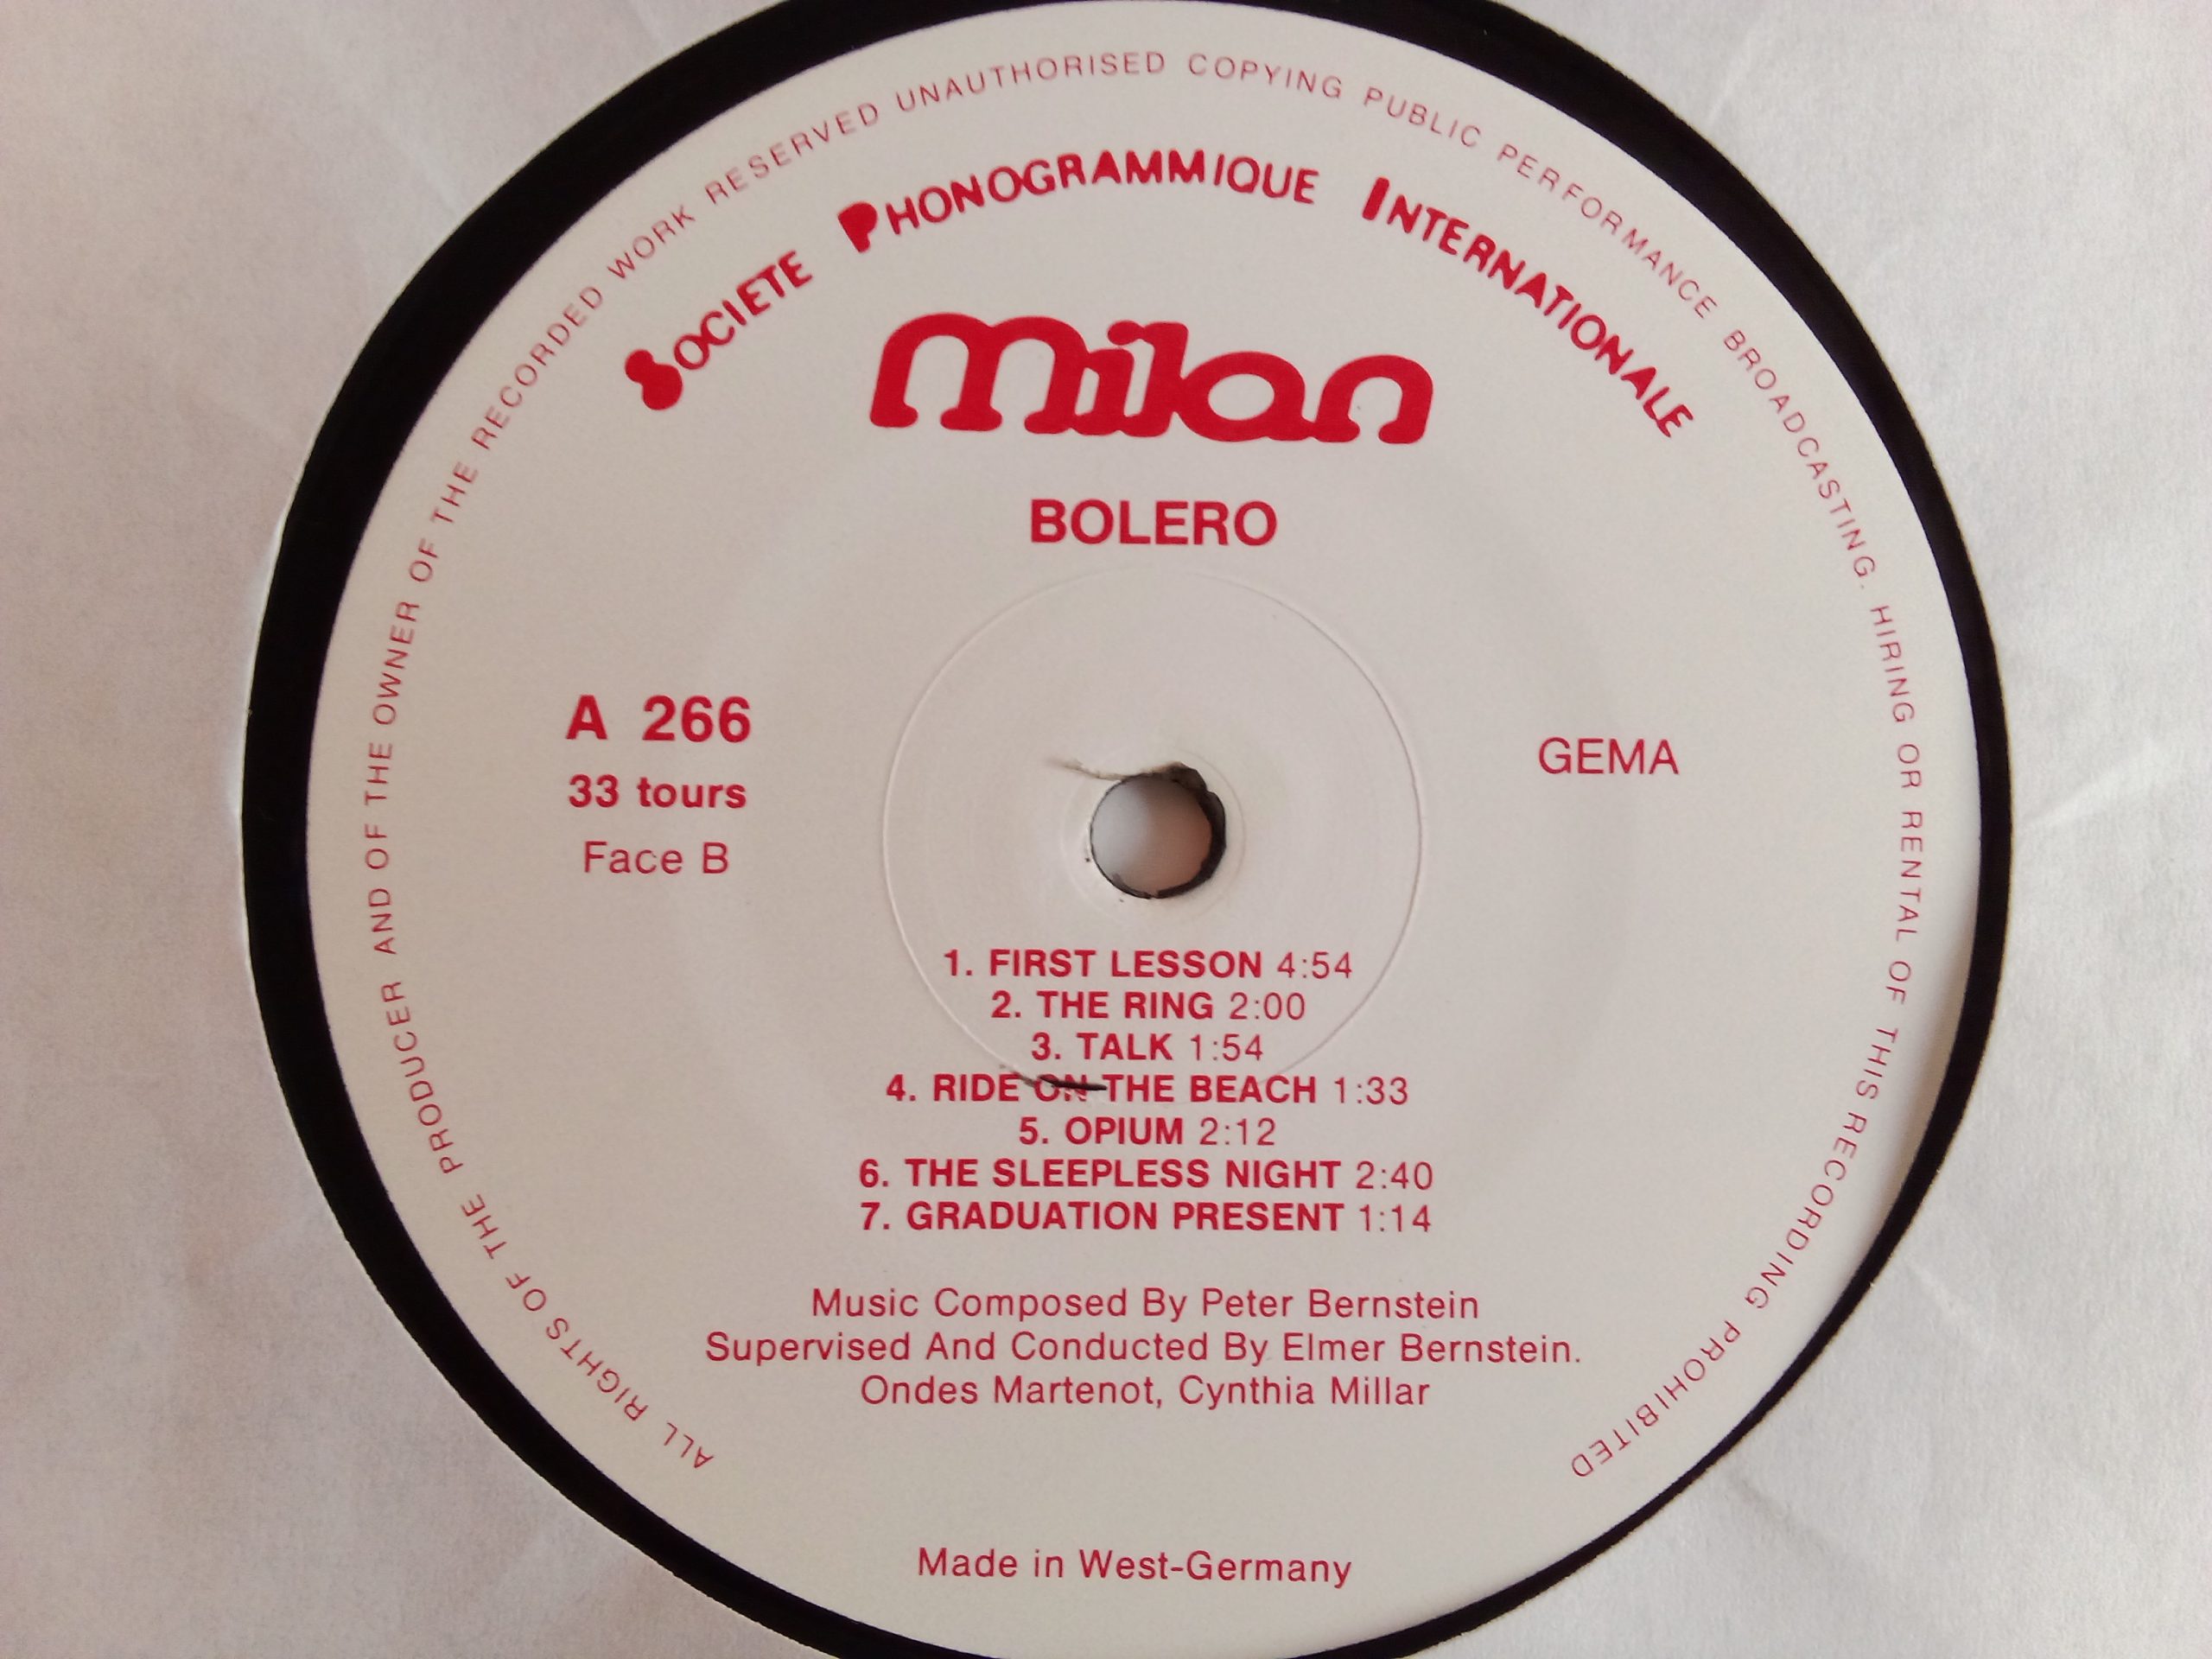 ALL RIGHTS OF THE PRODUCER AND OF THE OWNER OF THE RECORDED WORK RESERVED UNAUTHORISED COPYING PUBLIC PERFORMANCE BROADCASTING. HIRING OR RENTAL OF THIS RECORDING PROHIBITED
SOCIETE PHONOGRAMMIQUE INTERNATIONALE
milan
BOLERO
A 266
33 tours
Face B
GEMA
1. FIRST LESSON 4:54
2. THE RING 2:00
3. TALK 1:54
4. RIDE ON THE BEACH 1:33
5. OPIUM 2:12
6. THE SLEEPLESS NIGHT 2:40
7. GRADUATION PRESENT 1:14
Music Composed By Peter Bernstein
Supervised And Conducted By Elmer Bernstein.
Ondes Martenot, Cynthia Millar
Made in West-Germany